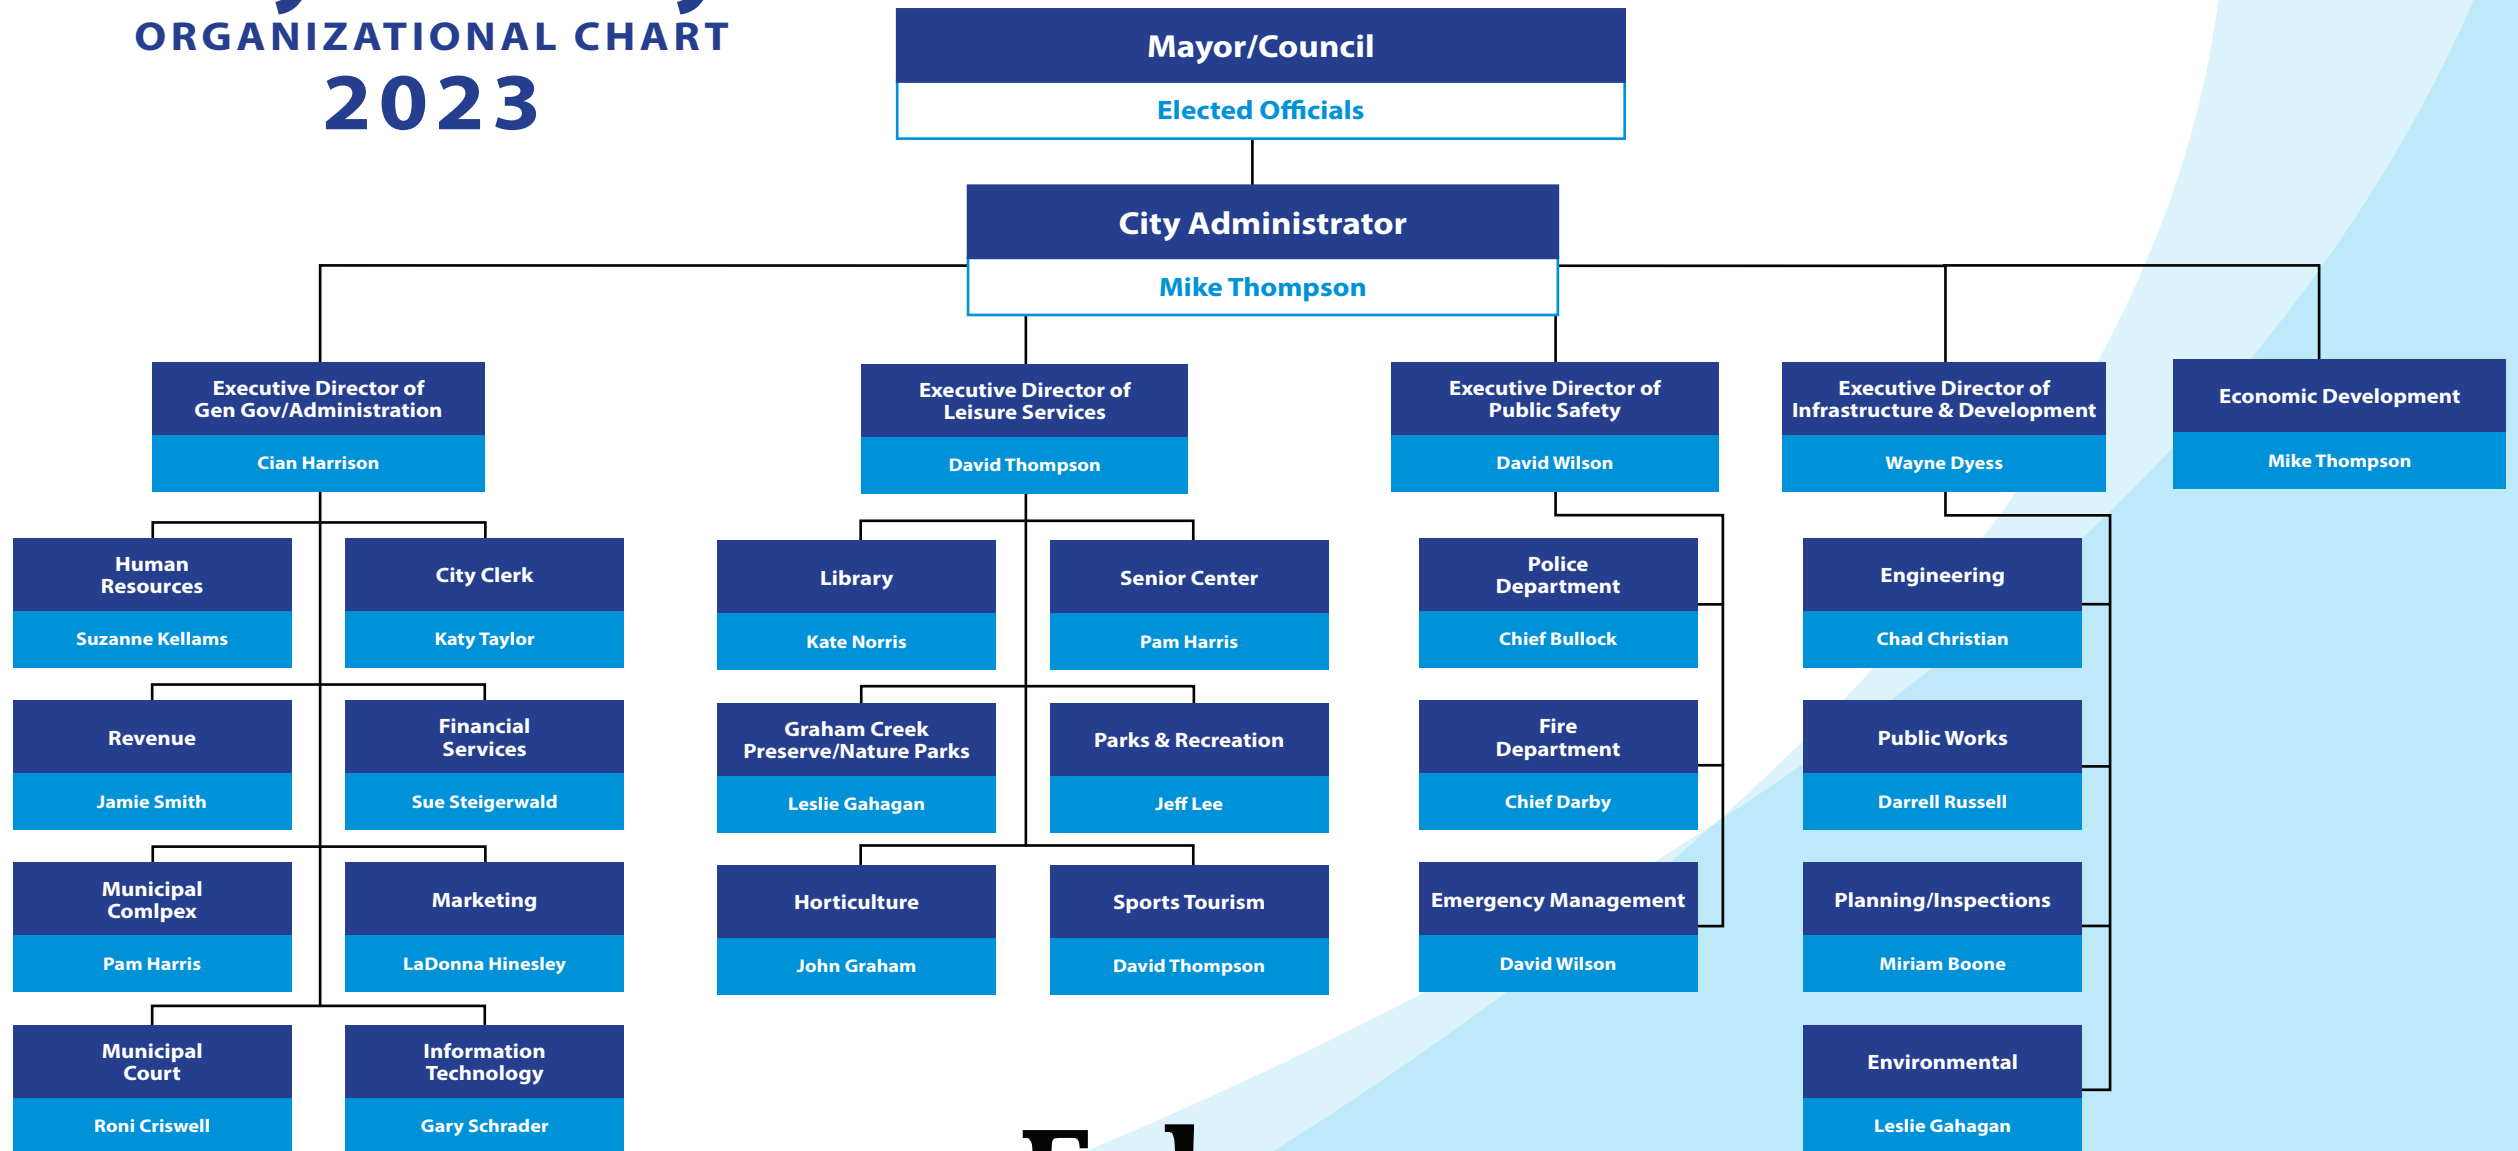 ORGANIZATIONAL CHART
2023
Mayor/Council
Elected Officials
City Administrator
Mike Thompson
Executive Director of
Gen Gov/Administration
Cian Harrison
Executive Director of
Leisure Services
David Thompson
Executive Director of
Public Safety
David Wilson
Executive Director of
Infrastructure & Development
Wayne Dyess
Economic Development
Mike Thompson
Human
Resources
Suzanne Kellams
City Clerk
Katy Taylor
Revenue
Jamie Smith
Financial
Services
Sue Steigerwald
Municipal
Comlpex
Pam Harris
Marketing
LaDonna Hinesley
Municipal
Court
Roni Criswell
Information
Technology
Gary Schrader
Library
Kate Norris
Senior Center
Pam Harris
Graham Creek
Preserve/Nature Parks
Leslie Gahagan
Parks & Recreation
Jeff Lee
Horticulture
John Graham
Sports Tourism
David Thompson
Police
Department
Chief Bullock
Fire
Department
Chief Darby
Emergency Management
David Wilson
Engineering
Chad Christian
Public Works
Darrell Russell
Planning/Inspections
Miriam Boone
Environmental
Leslie Gahagan